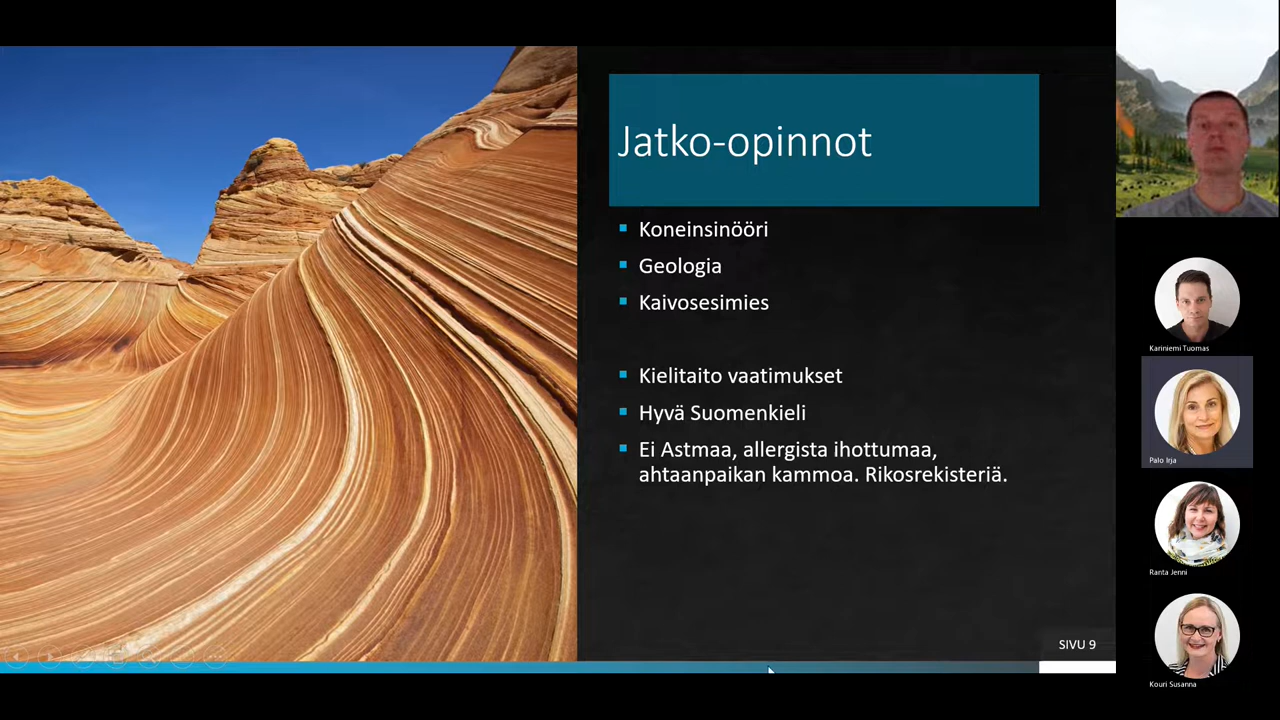 Jatko-opinnot
Koneinsinööri
Geologia
Kaivosesimies
Kielitaito vaatimukset
Hyvä Suomenkieli
Ei Astmaa, allergista ihottumaa,
ahtaanpaikan kammoa. Rikosrekisteriä.
SIVU 9
Kariniemi Tuomas
Palo Irja
Ranta Jenni
Kouri Susanna